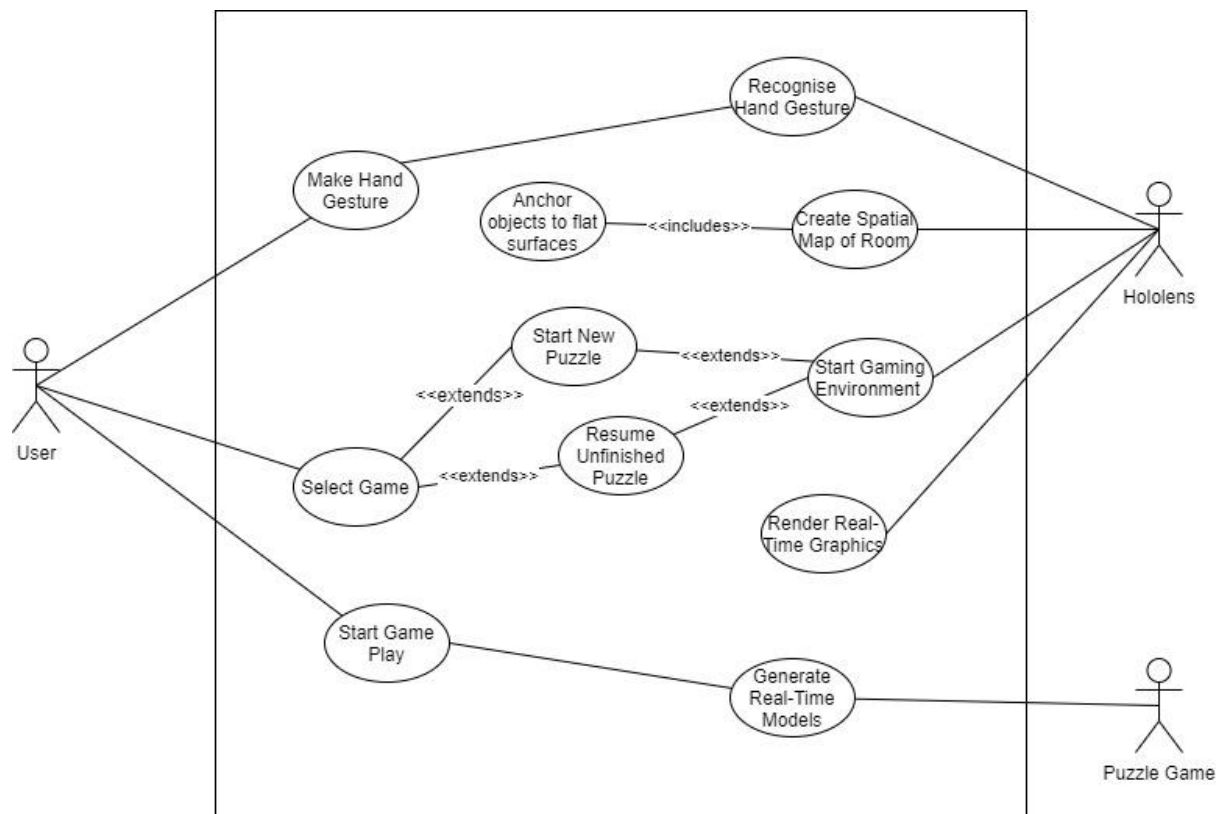 Recognise
Hand Gesture
Make Hand
Gesture
Anchor
objects to flat
surfaces
<<includes>>
Create Spatial
Map of Room
Hololens
Start New
Puzzle
<<extends>>
Start Gaming
Environment
<<extends>>
<<extends>>
User
Resume
Unfinished
Puzzle
<<extends>>
Select Game
Render Real-
Time Graphics
Start Game
Play
Generate
Real-Time
Models
Puzzle Game